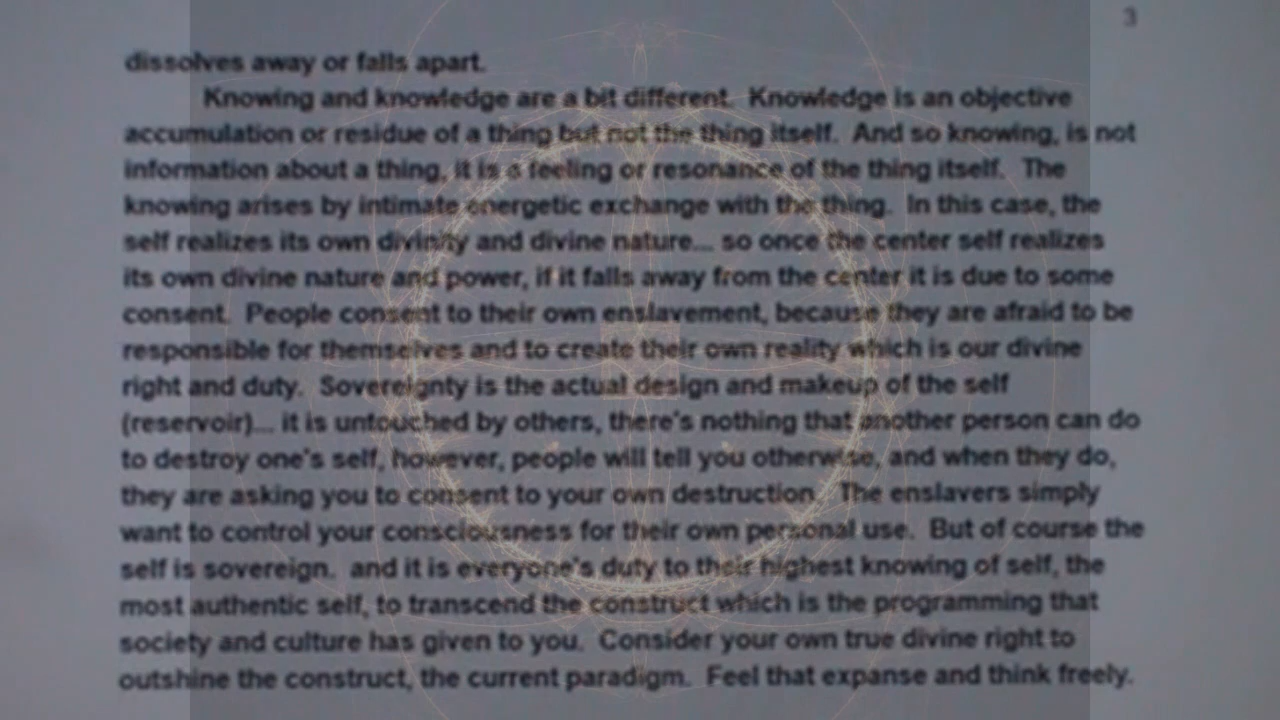 3
dissolves away or falls apart.
Knowing and knowledge are a bit different.  Knowledge is an objective
accumulation or residue of a thing but not the thing itself.  And so knowing, is not
information about a thing, it is a feeling or resonance of the thing itself.  The
knowing arises by intimate energetic exchange with the thing.  In this case, the
self realizes its own divinity and divine nature... so once the center self realizes
its own divine nature and power, if it falls away from the center it is due to some
consent.  People consent to their own enslavement, because they are afraid to be
responsible for themselves and to create their own reality which is our divine
right and duty.  Sovereignty is the actual design and makeup of the self
(reservoir)... it is untouched by others, there's nothing that another person can do
to destroy one's self, however, people will tell you otherwise, and when they do,
they are asking you to consent to your own destruction.  The enslavers simply
want to control your consciousness for their own personal use.  But of course the
self is sovereign.  and it is everyone's duty to their highest knowing of self, the
most authentic self, to transcend the construct which is the programming that
society and culture has given to you.  Consider your own true divine right to
outshine the construct, the current paradigm.  Feel that expanse and think freely.